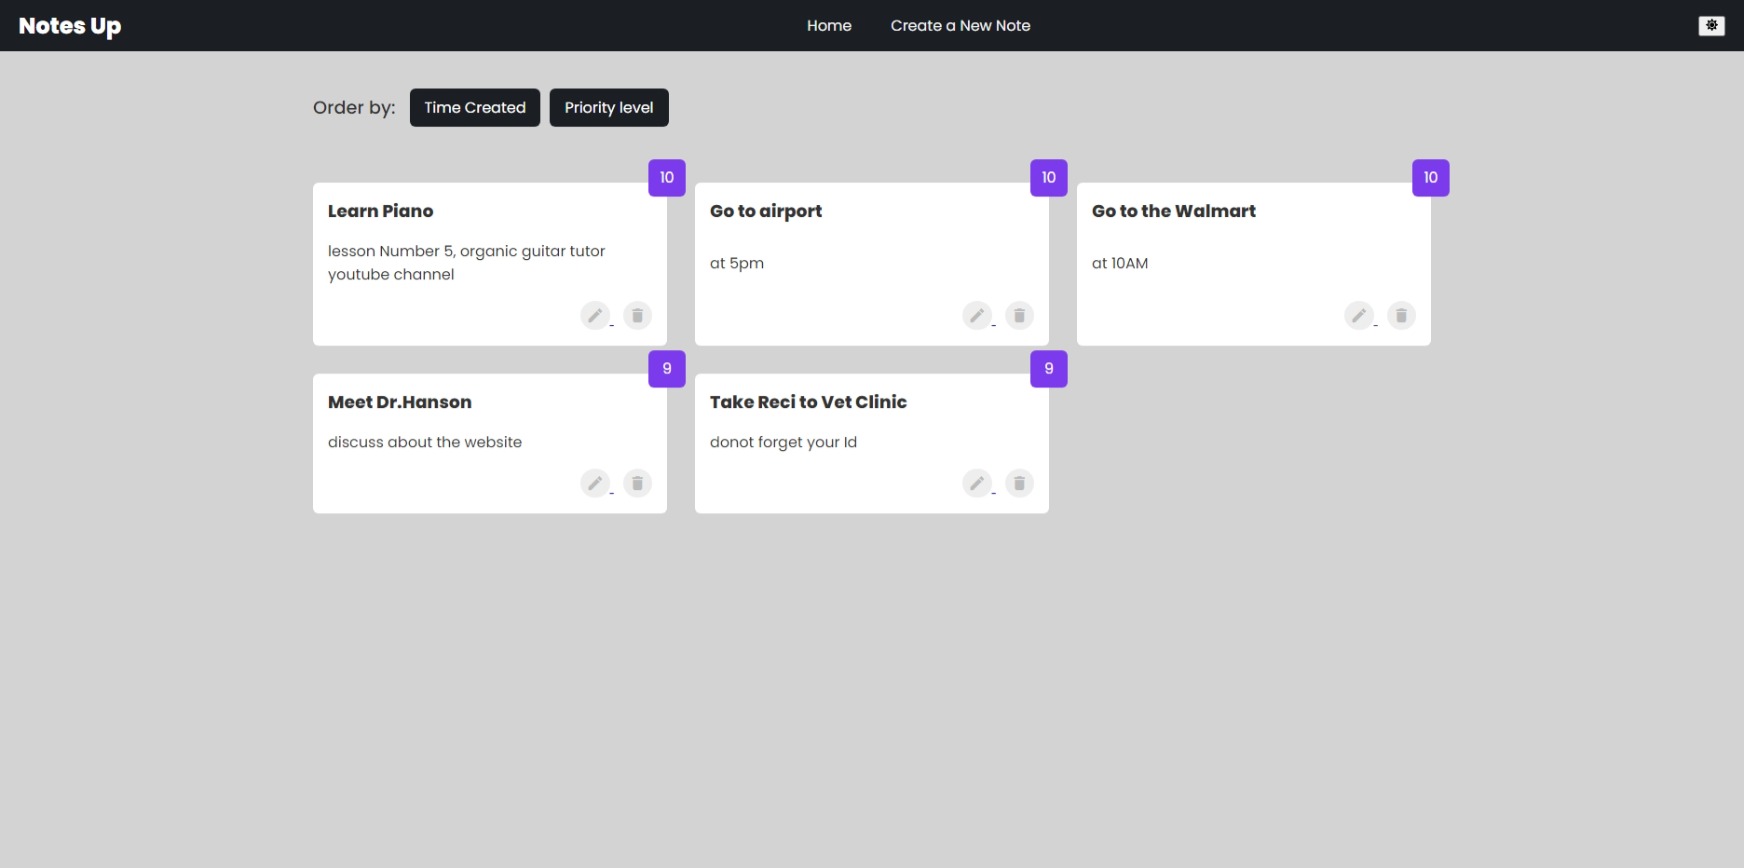 Notes Up
Home
Create a New Note
Order by:
Time Created
Priority level
10
Learn Piano
lesson Number 5, organic guitar tutor
youtube channel
10
Go to airport
at 5pm
10
Go to the Walmart
at 10AM
9
Meet Dr.Hanson
discuss about the website
9
Take Reci to Vet Clinic
donot forget your Id